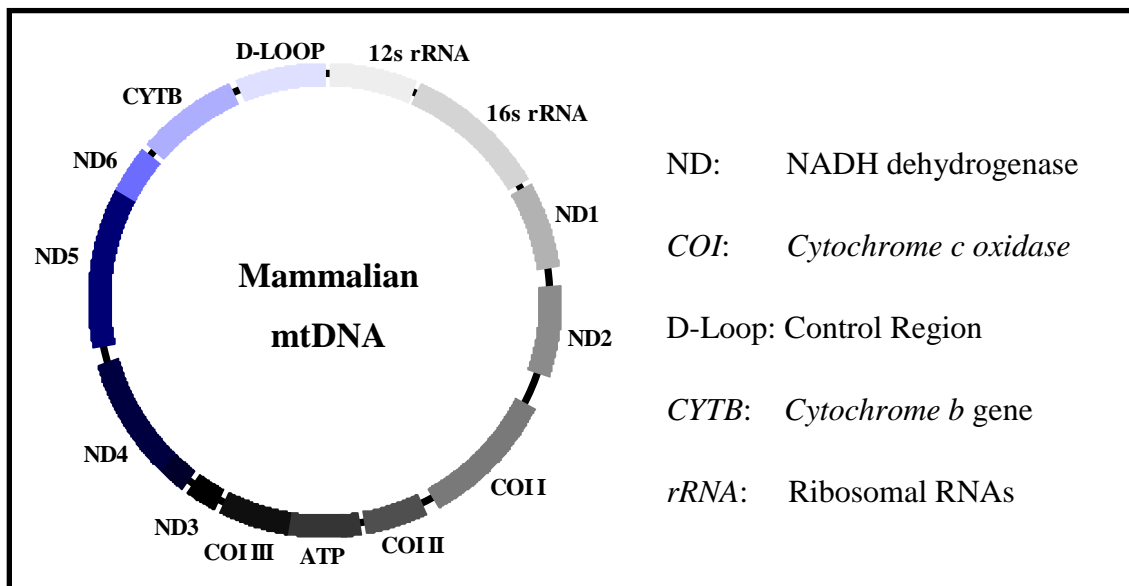 D-LOOP
12s rRNA
16s rRNA
ND1
ND2
COI I
COI II
ATP
COI III
ND3
ND4
ND5
ND6
CYTB
Mammalian
mtDNA
ND: NADH dehydrogenase
COI: Cytochrome c oxidase
D-Loop: Control Region
CYTB: Cytochrome b gene
rRNA: Ribosomal RNAs